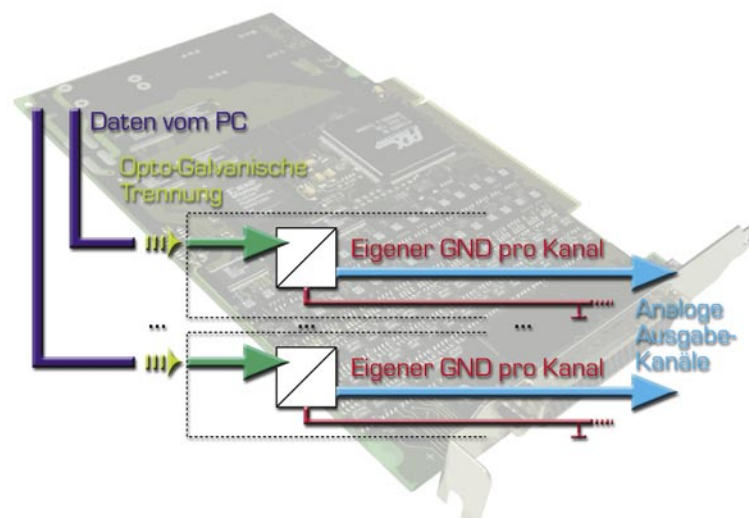 Daten vom PC
Opto-Galvanische
Trennung
Eigener GND pro Kanal
Analoge
Ausgabe-
Kanäle
...
...
...
Eigener GND pro Kanal